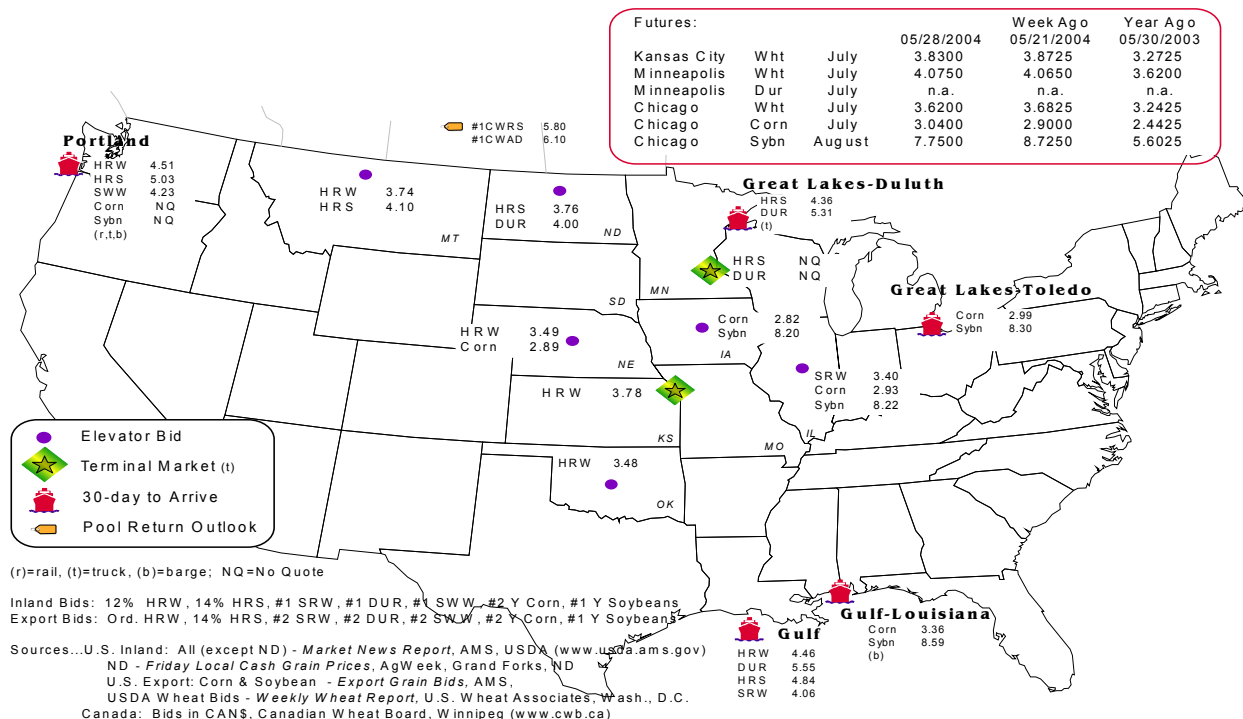 Futures: Week Ago Year Ago
05/28/2004 05/21/2004 05/30/2003
Kansas City Wht July 3.8300 3.8725 3.2725
Minneapolis Wht July 4.0750 4.0650 3.6200
Minneapolis Dur July n.a. n.a. n.a.
Chicago Wht July 3.6200 3.6825 3.2425
Chicago Corn July 3.0400 2.9000 2.4425
Chicago Sybn August 7.7500 8.7250 5.6025
#1CWRS 5.80
#1CWAD 6.10
Portland
HRW 4.51
HRS 5.03
SWW 4.23
Corn NQ
Sybn NQ
(r,t,b)
HRW 3.74
HRS 4.10
MT
HRS 3.76
DUR 4.00
ND
Great Lakes-Duluth
HRS 4.36
DUR 5.31
(t)
HRS NQ
DUR NQ
MN
SD
Great Lakes-Toledo
Corn 2.99
Sybn 8.30
HRW 3.49
Corn 2.89
NE
Corn 2.82
Sybn 8.20
IA
SRW 3.40
Corn 2.93
Sybn 8.22
IL
HRW 3.78
KS
MO
HRW 3.48
OK
Elevator Bid
Terminal Market (t)
30-day to Arrive
Pool Return Outlook
(r)=rail, (t)=truck, (b)=barge; NQ=No Quote
Inland Bids: 12% HRW, 14% HRS, #1 SRW, #1 DUR, #1 SWW, #2 Y Corn, #1 Y Soybeans
Export Bids: Ord. HRW, 14% HRS, #2 SRW, #2 DUR, #2 SWW, #2 Y Corn, #1 Y Soybeans
Gulf-Louisiana
Corn 3.36
Sybn 8.59
(b)
Gulf
HRW 4.46
DUR 5.55
HRS 4.84
SRW 4.06
Sources...U.S. Inland: All (except ND) - Market News Report, AMS, USDA (www.usda.ams.gov)
ND - Friday Local Cash Grain Prices, AgWeek, Grand Forks, ND
U.S. Export: Corn & Soybean - Export Grain Bids, AMS,
USDA Wheat Bids - Weekly Wheat Report, U.S. Wheat Associates, Wash., D.C.
Canada: Bids in CAN$, Canadian Wheat Board, Winnipeg (www.cwb.ca)